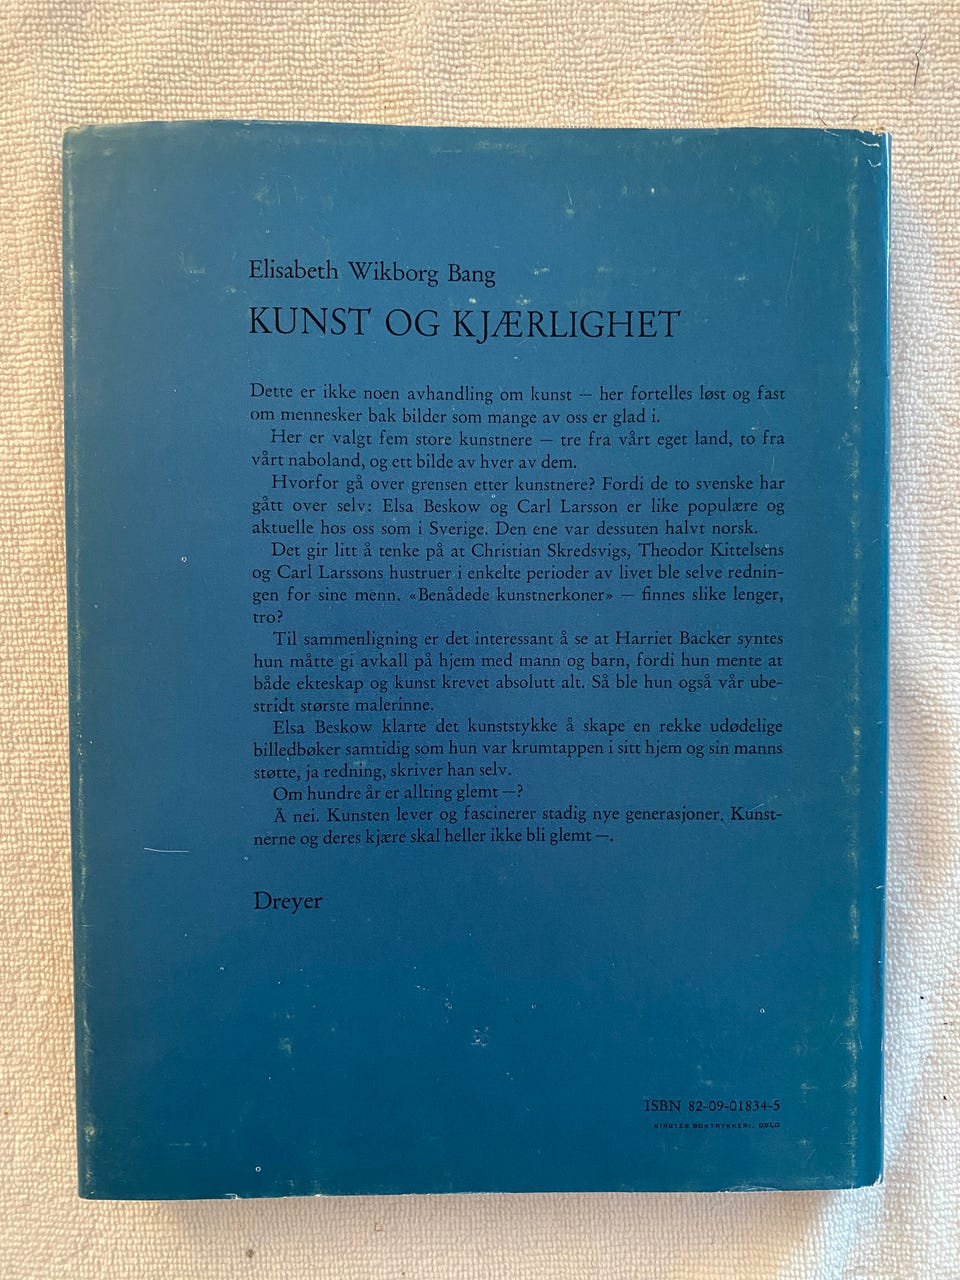 Elisabeth Wikborg Bang
KUNST OG KJÆRLIGHET
Dette er ikke noen avhandling om kunst — her fortelles løst og fast
om mennesker bak bilder som mange av oss er glad i.
Her er valgt fem store kunstnere — tre fra vårt eget land, to fra
vårt naboland, og ett bilde av hver av dem.
Hvorfor gå over grensen etter kunstnere? Fordi de to svenske har
gått over selv: Elsa Beskow og Carl Larsson er like populære og
aktuelle hos oss som i Sverige. Den ene var dessuten halvt norsk.
Det gir litt å tenke på at Christian Skredsvigs, Theodor Kittelsens
og Carl Larssons hustruer i enkelte perioder av livet ble selve rednin-
gen for sine menn. «Benådede kunstnerkoner» — finnes slike lenger,
tro?
Til sammenligning er det interessant å se at Harriet Backer syntes
hun måtte gi avkall på hjem med mann og barn, fordi hun mente at
både ekteskap og kunst krevet absolutt alt. Så ble hun også vår ube-
stridt største malerinne.
Elsa Beskow klarte det kunststykke å skape en rekke udødelige
billedbøker samtidig som hun var krumtappen i sitt hjem og sin manns
støtte, ja redning, skriver han selv.
Om hundre år er allting glemt —?
Å nei. Kunsten lever og fascinerer stadig nye generasjoner. Kunst-
nerne og deres kjære skal heller ikke bli glemt —.
Dreyer
ISBN 82-09-01834-5
KIRSTES BOKTRYKKERI, OSLO